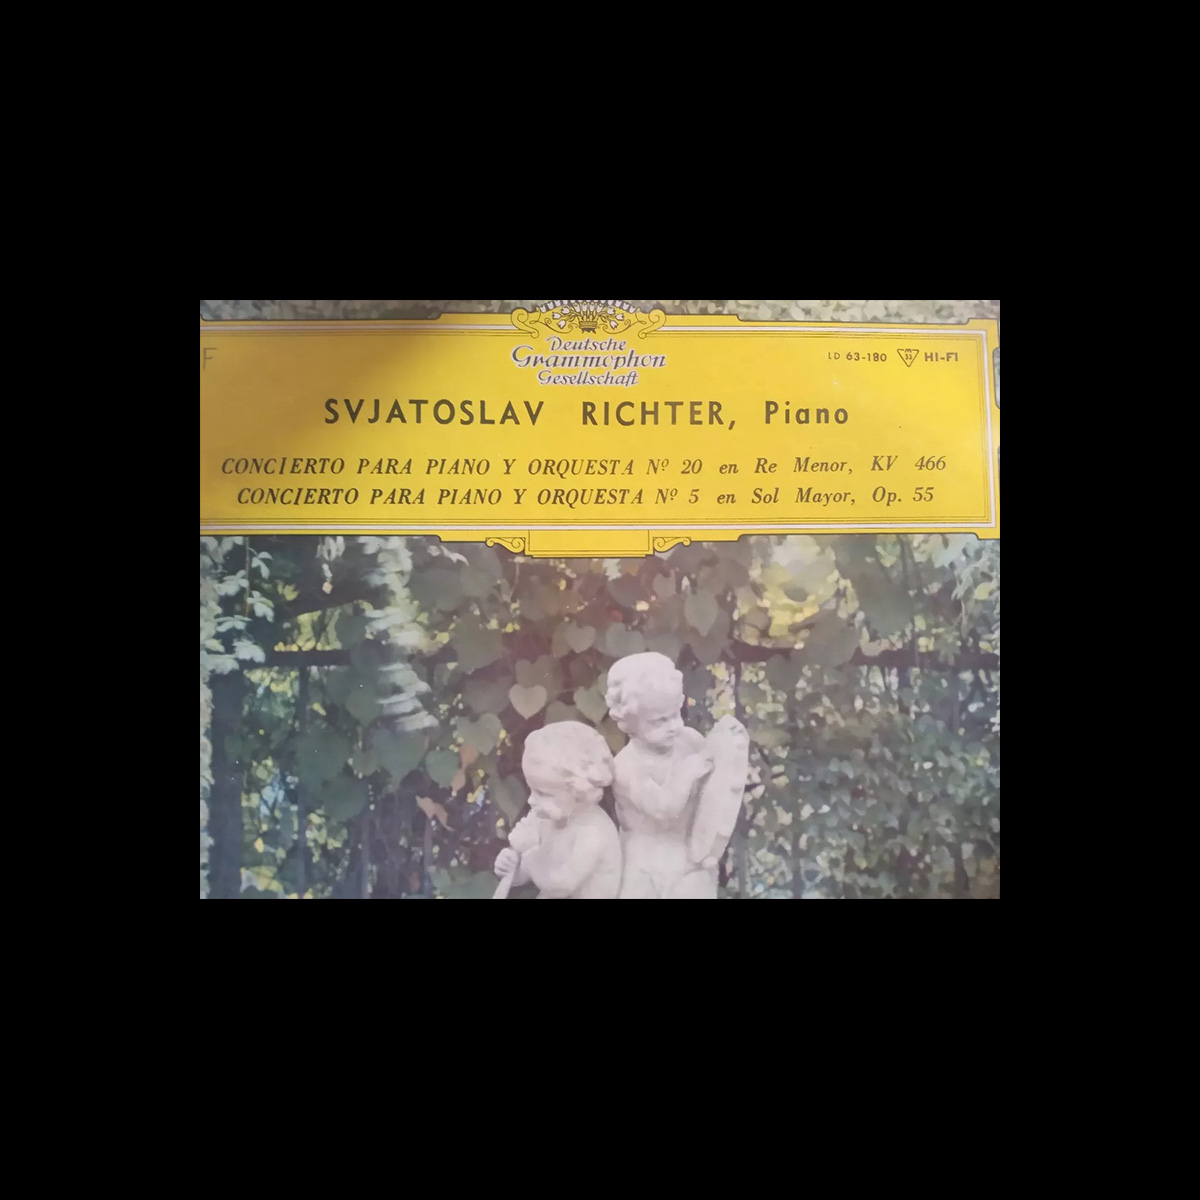 Deutsche
Grammophon
Gesellschaft
LD 63-180 33 HI-FI
F
SVJATOSLAV RICHTER, Piano
CONCIERTO PARA PIANO Y ORQUESTA Nº 20 en Re Menor, KV 466
CONCIERTO PARA PIANO Y ORQUESTA Nº 5 en Sol Mayor, Op. 55